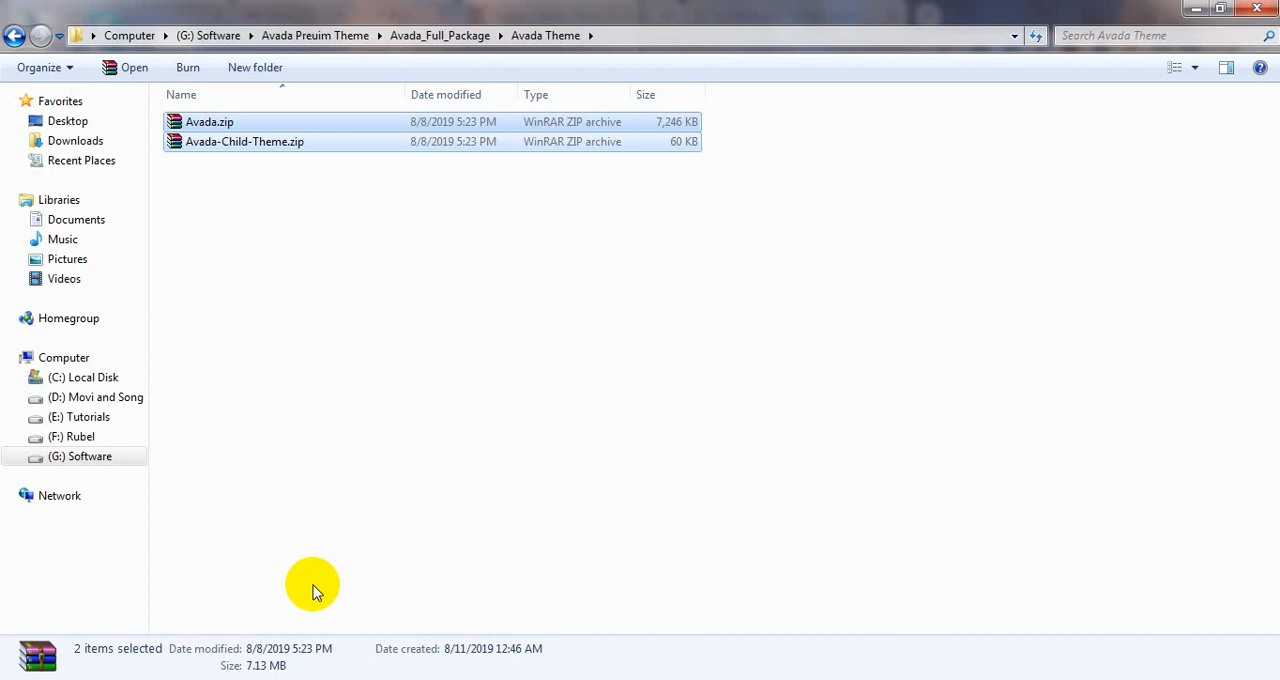 Computer (G:) Software Avada Preuim Theme Avada_Full_Package Avada Theme Search Avada Theme
Organize Open Burn New folder
Name Date modified Type Size
Favorites
Desktop
Downloads
Recent Places
Libraries
Documents
Music
Pictures
Videos
Homegroup
Computer
(C:) Local Disk
(D:) Movi and Song
(E:) Tutorials
(F:) Rubel
(G:) Software
Network
Avada.zip 8/8/2019 5:23 PM WinRAR ZIP archive 7,246 KB
Avada-Child-Theme.zip 8/8/2019 5:23 PM WinRAR ZIP archive 60 KB
2 items selected Date modified: 8/8/2019 5:23 PM Date created: 8/11/2019 12:46 AM
Size: 7.13 MB